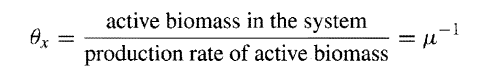 θₓ = active biomass in the system / production rate of active biomass = μ⁻¹